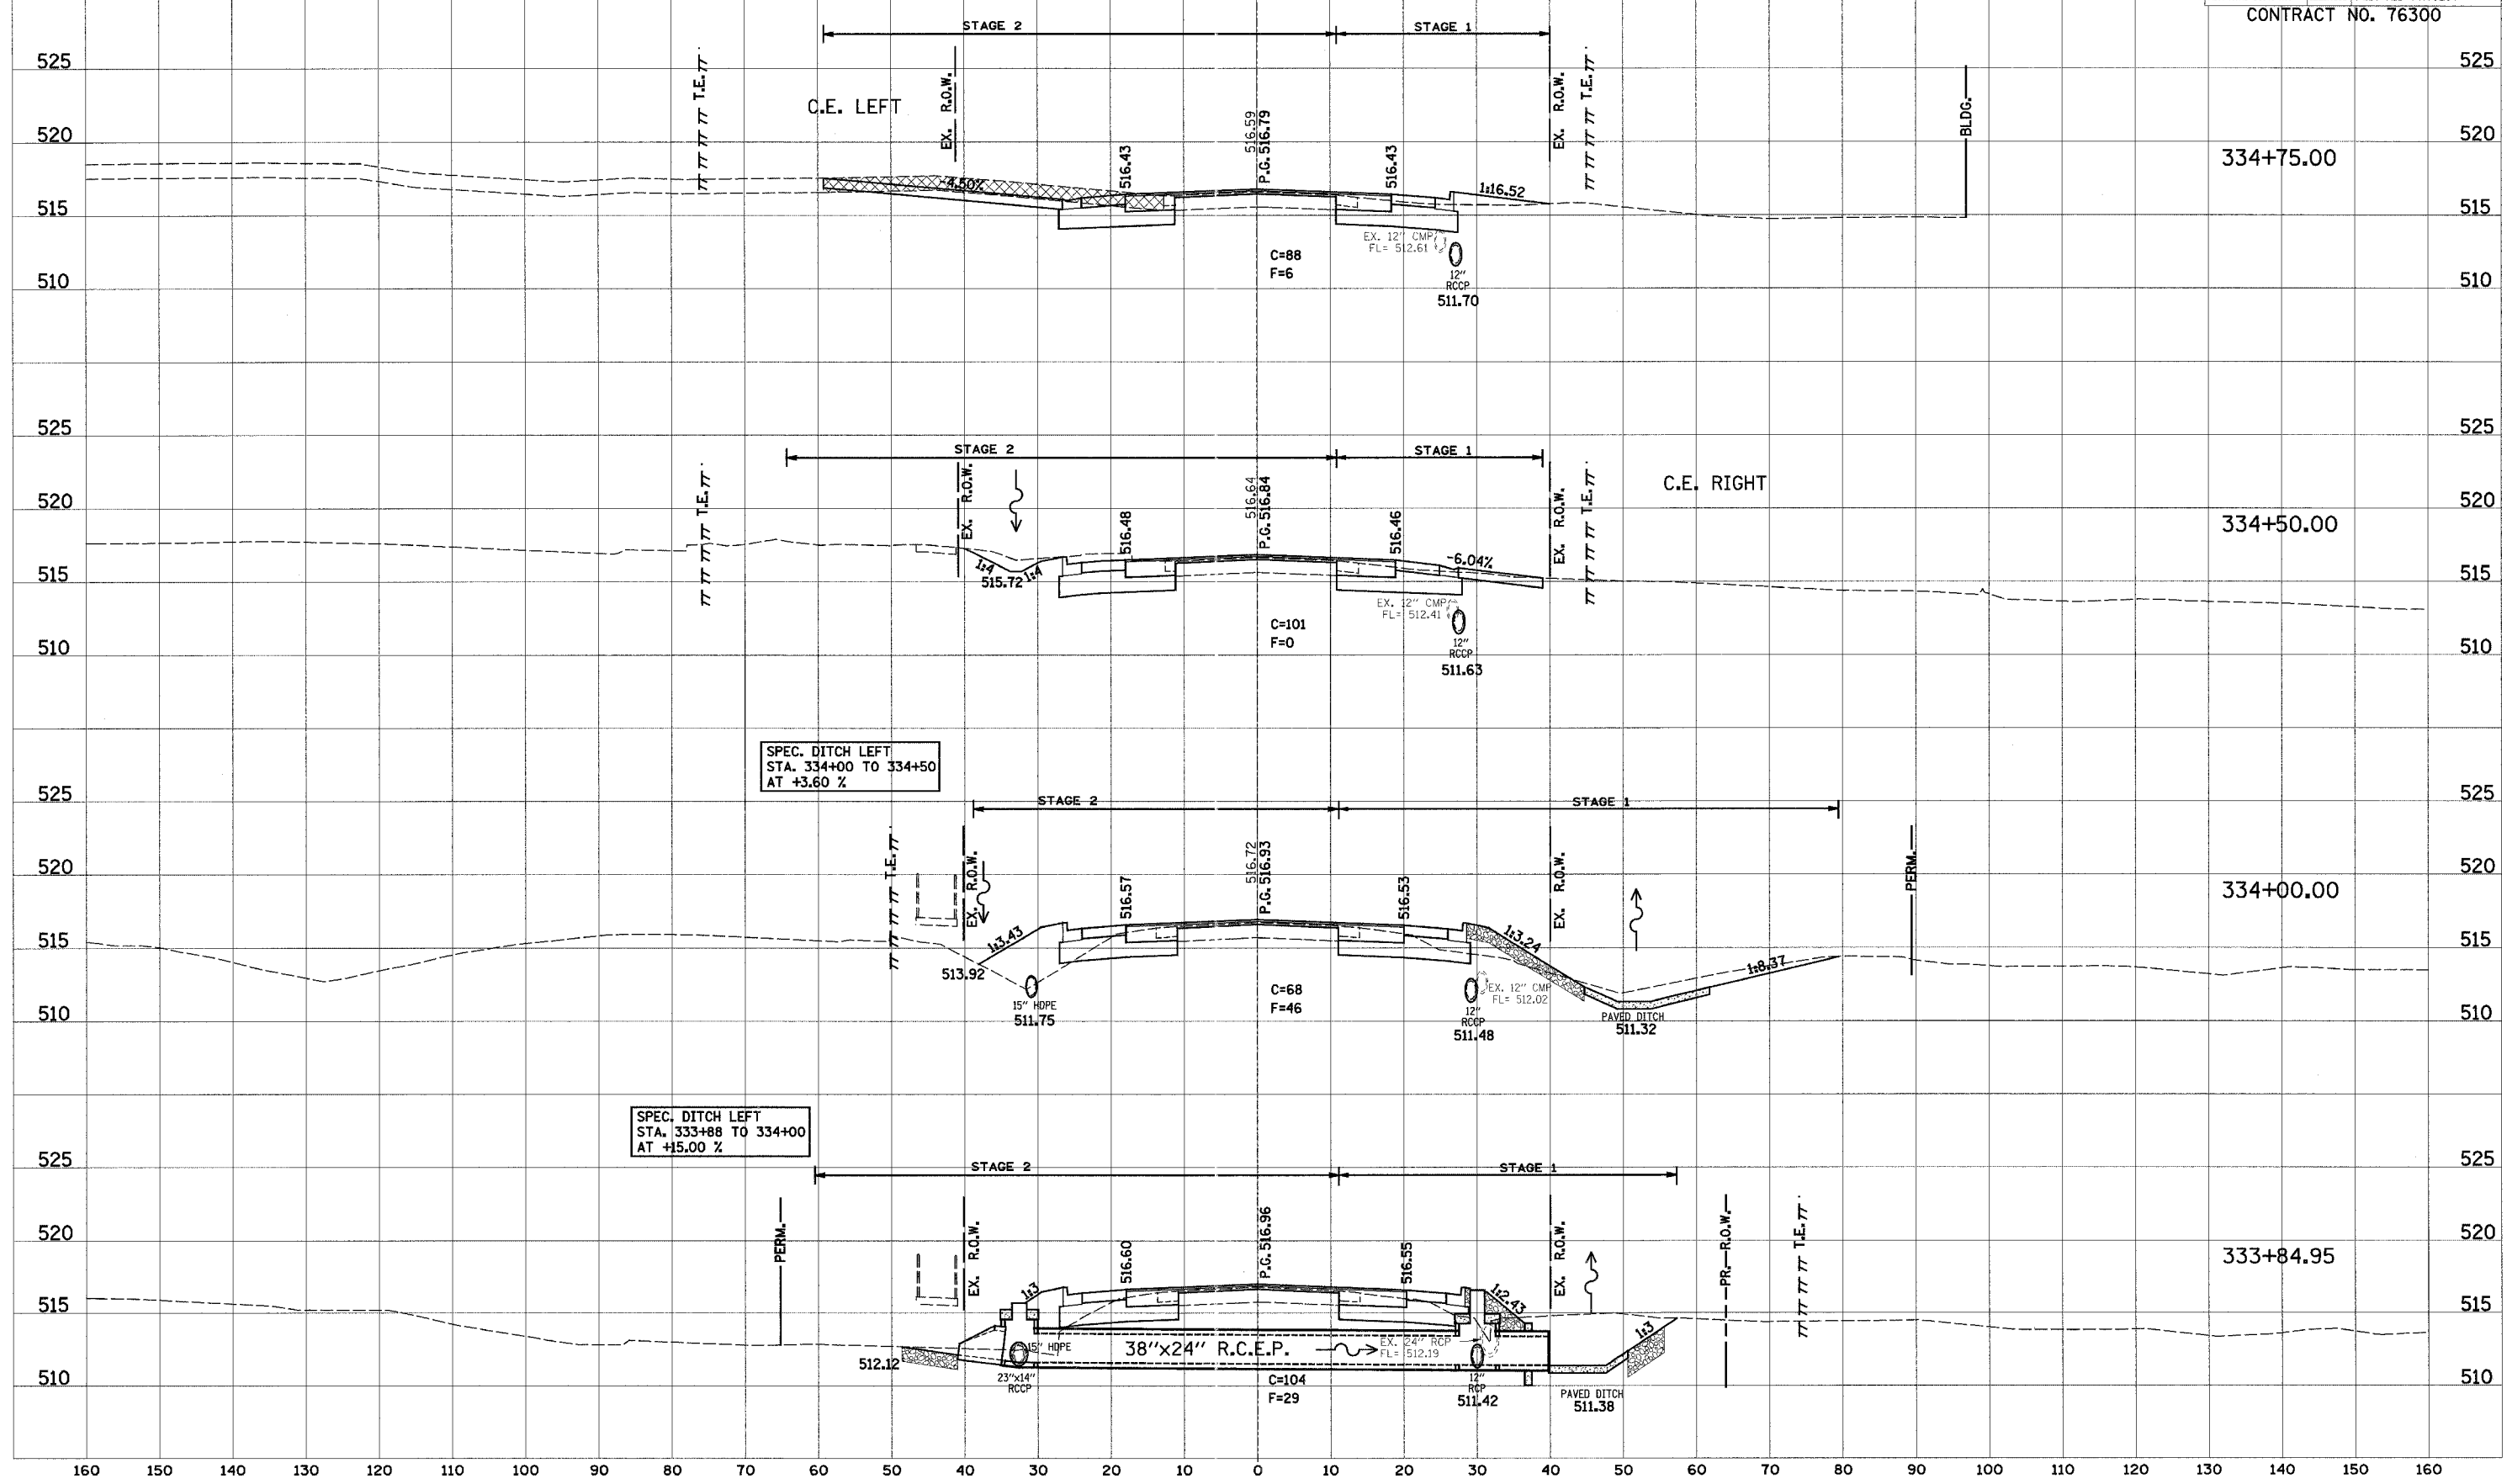 CONTRACT NO. 76300
STAGE 2
STAGE 1
525
525
T.E.
C.E. LEFT
EX. R.O.W.
EX. R.O.W.
T.E.
BLDG.
520
520
334+75.00
516.43
516.59
P.G. 516.79
516.43
-4.50%
1:16.52
515
515
EX. 12" CMP
FL= 512.61
C=88
F=6
12"
RCCP
511.70
510
510
525
525
STAGE 2
STAGE 1
T.E.
EX. R.O.W.
EX. R.O.W.
T.E.
C.E. RIGHT
520
520
334+50.00
516.48
516.64
P.G. 516.84
516.46
1:4
515.72
1:4
-6.04%
515
515
EX. 12" CMP
FL= 512.41
C=101
F=0
12"
RCCP
511.63
510
510
SPEC. DITCH LEFT
STA. 334+00 TO 334+50
AT +3.60 %
525
525
STAGE 2
STAGE 1
T.E.
EX. R.O.W.
EX. R.O.W.
PERM.
520
520
334+00.00
516.57
516.72
P.G. 516.93
516.53
1:3.43
1:3.24
1:8.37
515
515
513.92
15" HDPE
511.75
C=68
F=46
EX. 12" CMP
FL= 512.02
12"
RCCP
511.48
PAVED DITCH
511.32
510
510
SPEC. DITCH LEFT
STA. 333+88 TO 334+00
AT +15.00 %
525
525
STAGE 2
STAGE 1
PERM.
EX. R.O.W.
EX. R.O.W.
PR. R.O.W.
T.E.
520
520
333+84.95
516.60
P.G. 516.96
516.55
1:3
1:2.43
1:3
515
515
512.12
15" HDPE
38"x24" R.C.E.P.
EX. 24" RCP
FL= 512.19
23"x14"
RCCP
C=104
F=29
12"
RCP
511.42
PAVED DITCH
511.38
510
510
160 150 140 130 120 110 100 90 80 70 60 50 40 30 20 10 0 10 20 30 40 50 60 70 80 90 100 110 120 130 140 150 160